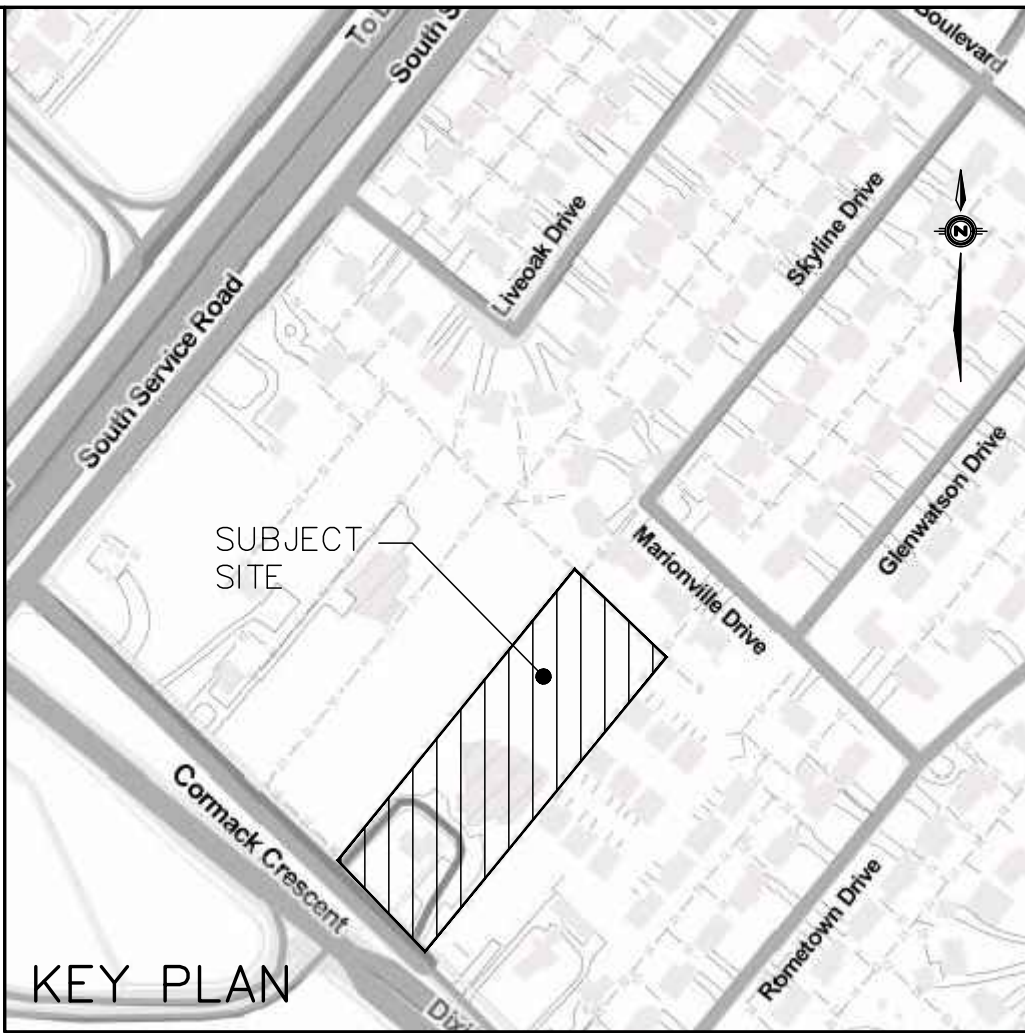 Boulevard
South
Liveoak Drive
Skyline Drive
N
South Service Road
Glenwatson Drive
Marionville Drive
SUBJECT
SITE
Cormack Crescent
Rometown Drive
KEY PLAN